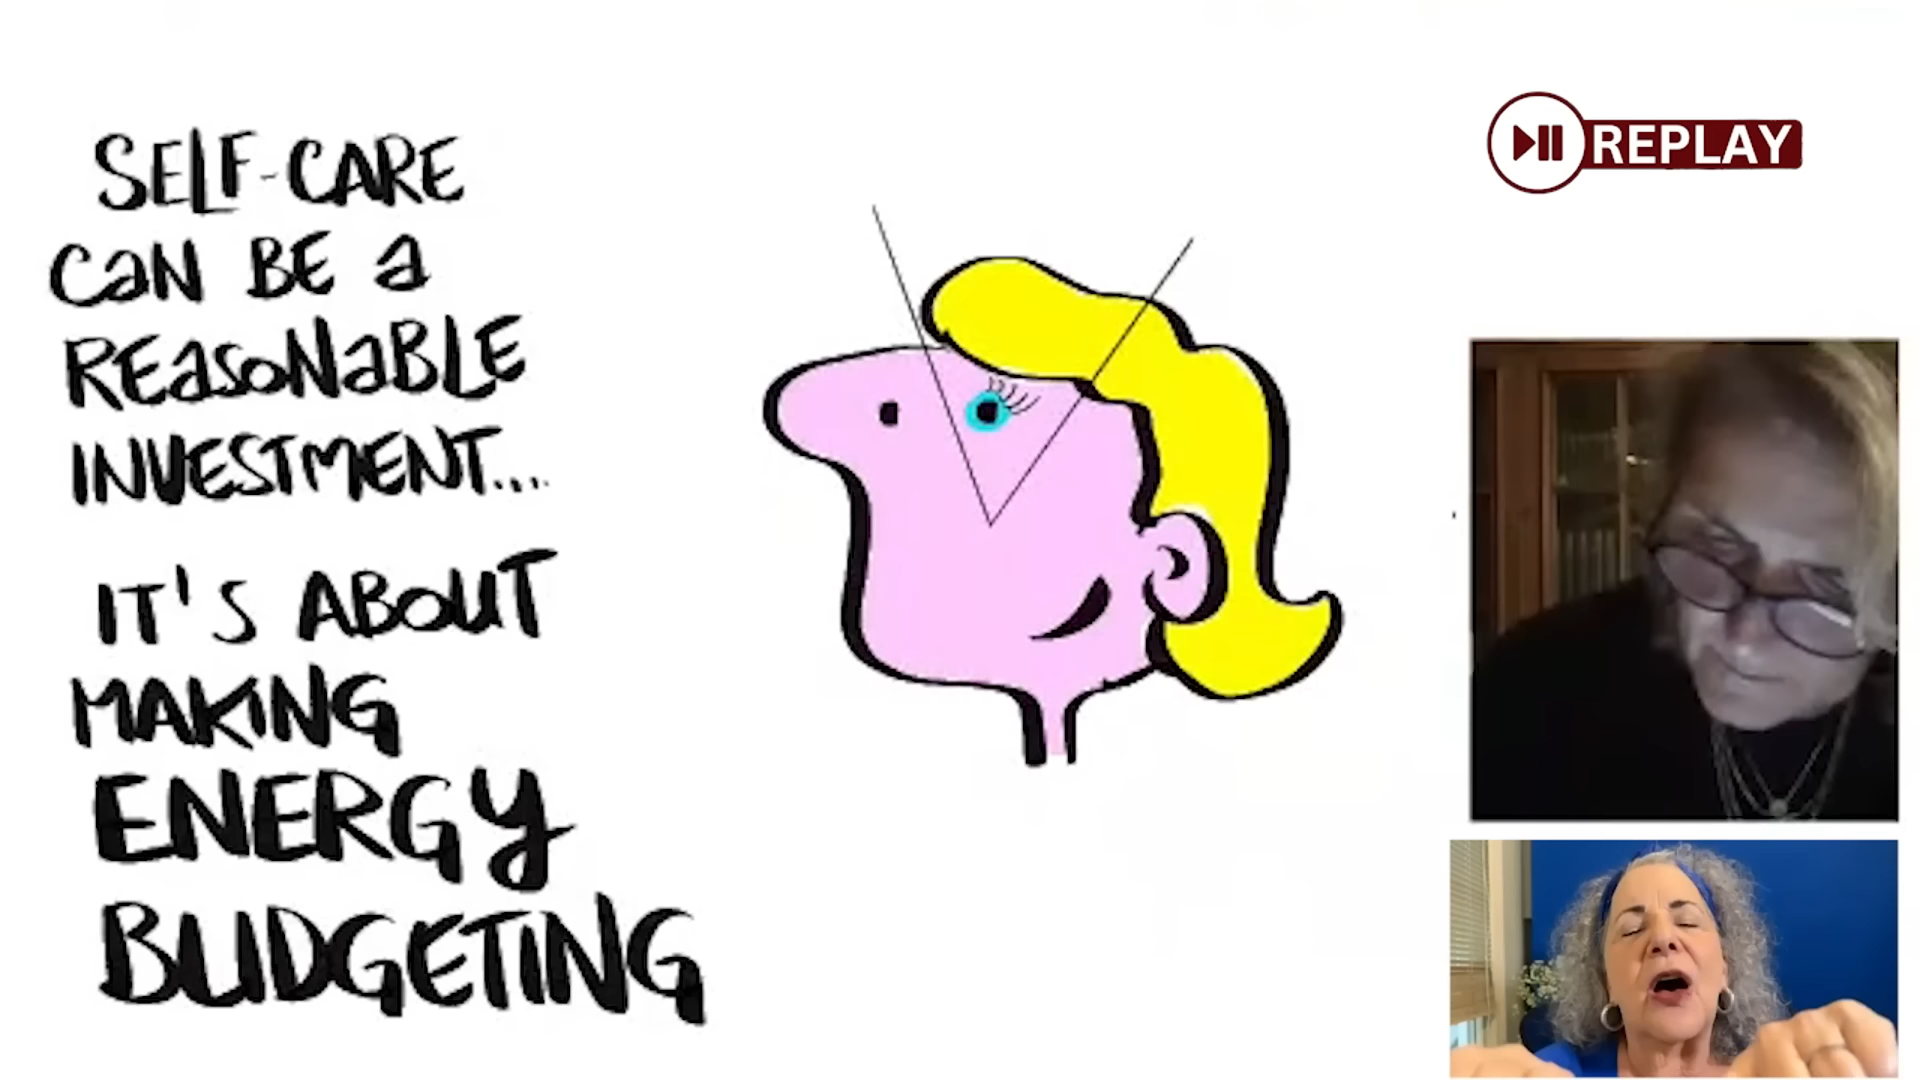 SELF-CARE
CAN BE A
REASONABLE
INVESTMENT...
IT'S ABOUT
MAKING
ENERGY
BUDGETING
REPLAY